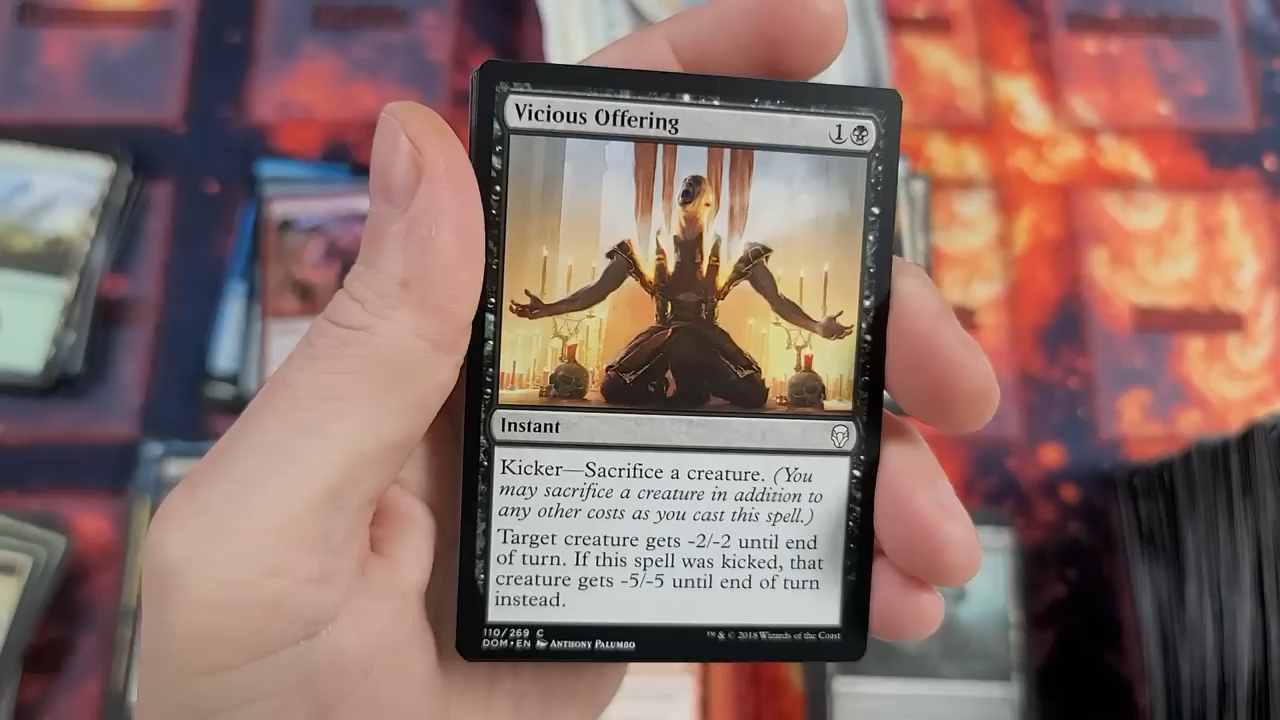 Vicious Offering
1
Instant
Kicker—Sacrifice a creature. (You
may sacrifice a creature in addition to
any other costs as you cast this spell.)
Target creature gets -2/-2 until end
of turn. If this spell was kicked, that
creature gets -5/-5 until end of turn
instead.
110/269 C
DOM • EN ANTHONY PALUMBO
™ & © 2018 Wizards of the Coast